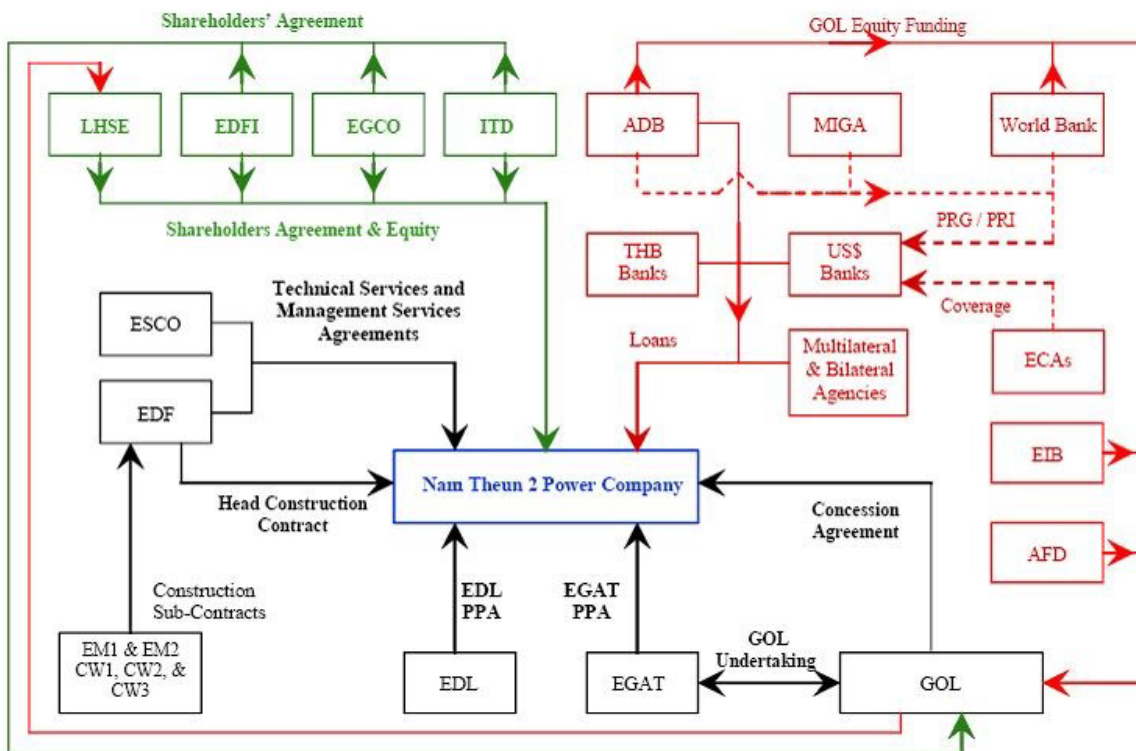 Shareholders' Agreement
GOL Equity Funding
LHSE
EDFI
EGCO
ITD
ADB
MIGA
World Bank
Shareholders Agreement & Equity
PRG / PRI
THB
Banks
US$
Banks
Technical Services and
Management Services
Agreements
Coverage
ESCO
Loans
Multilateral
& Bilateral
Agencies
ECAs
EDF
EIB
Nam Theun 2 Power Company
Head Construction
Contract
Concession
Agreement
AFD
Construction
Sub-Contracts
EDL
PPA
EGAT
PPA
EM1 & EM2
CW1, CW2, &
CW3
GOL
Undertaking
EDL
EGAT
GOL